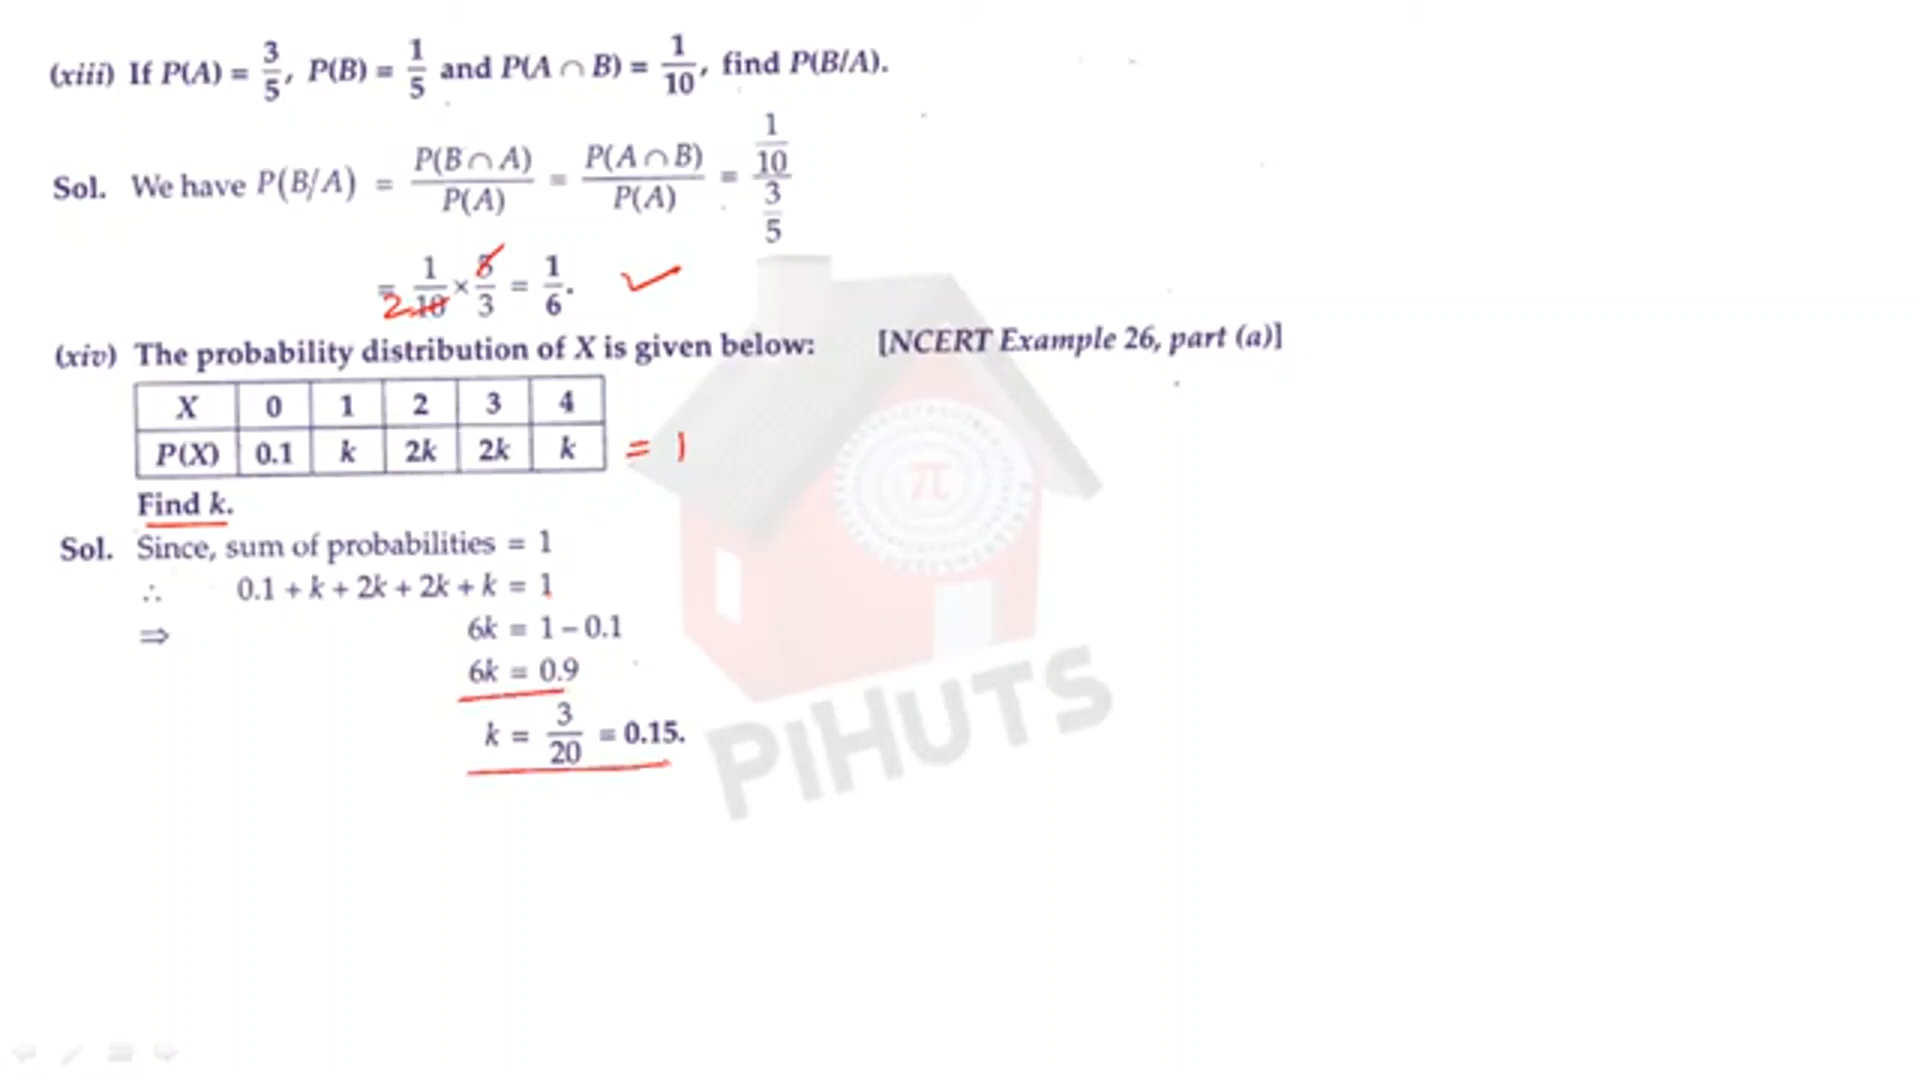 (xiii) If P(A) = 3/5, P(B) = 1/5 and P(A ∩ B) = 1/10, find P(B/A).
Sol. We have P(B/A) = P(B ∩ A)/P(A) = P(A ∩ B)/P(A) = (1/10)/(3/5)
= 1/10 × 5/3 = 1/6.
2
(xiv) The probability distribution of X is given below: [NCERT Example 26, part (a)]
X 0 1 2 3 4
P(X) 0.1 k 2k 2k k = 1
Find k.
Sol. Since, sum of probabilities = 1
∴ 0.1 + k + 2k + 2k + k = 1
⇒ 6k = 1 – 0.1
6k = 0.9
k = 3/20 = 0.15.
π
PIHUTS